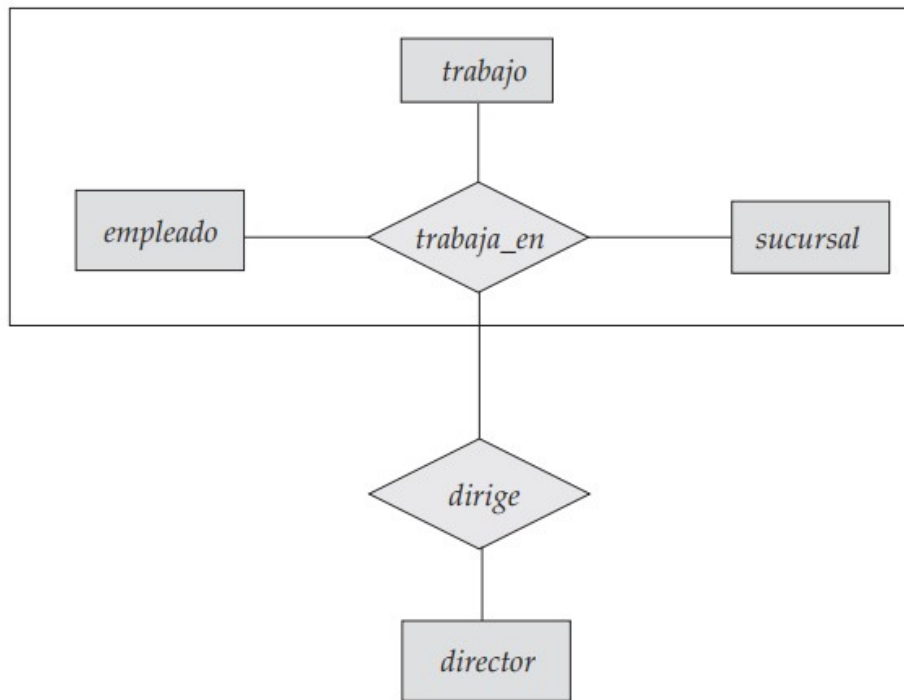 trabajo
empleado
trabaja_en
sucursal
dirige
director